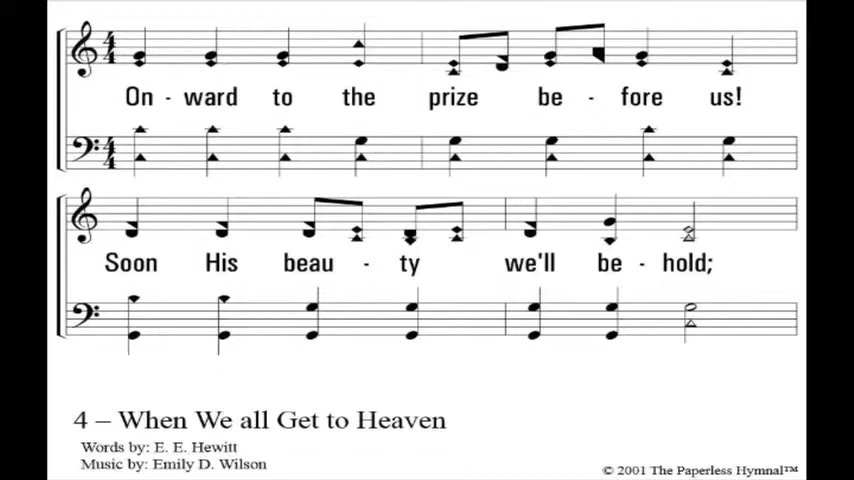 On - ward to the prize be - fore us!
Soon His beau - ty we'll be - hold;
4 – When We all Get to Heaven
Words by: E. E. Hewitt
Music by: Emily D. Wilson
© 2001 The Paperless Hymnal™